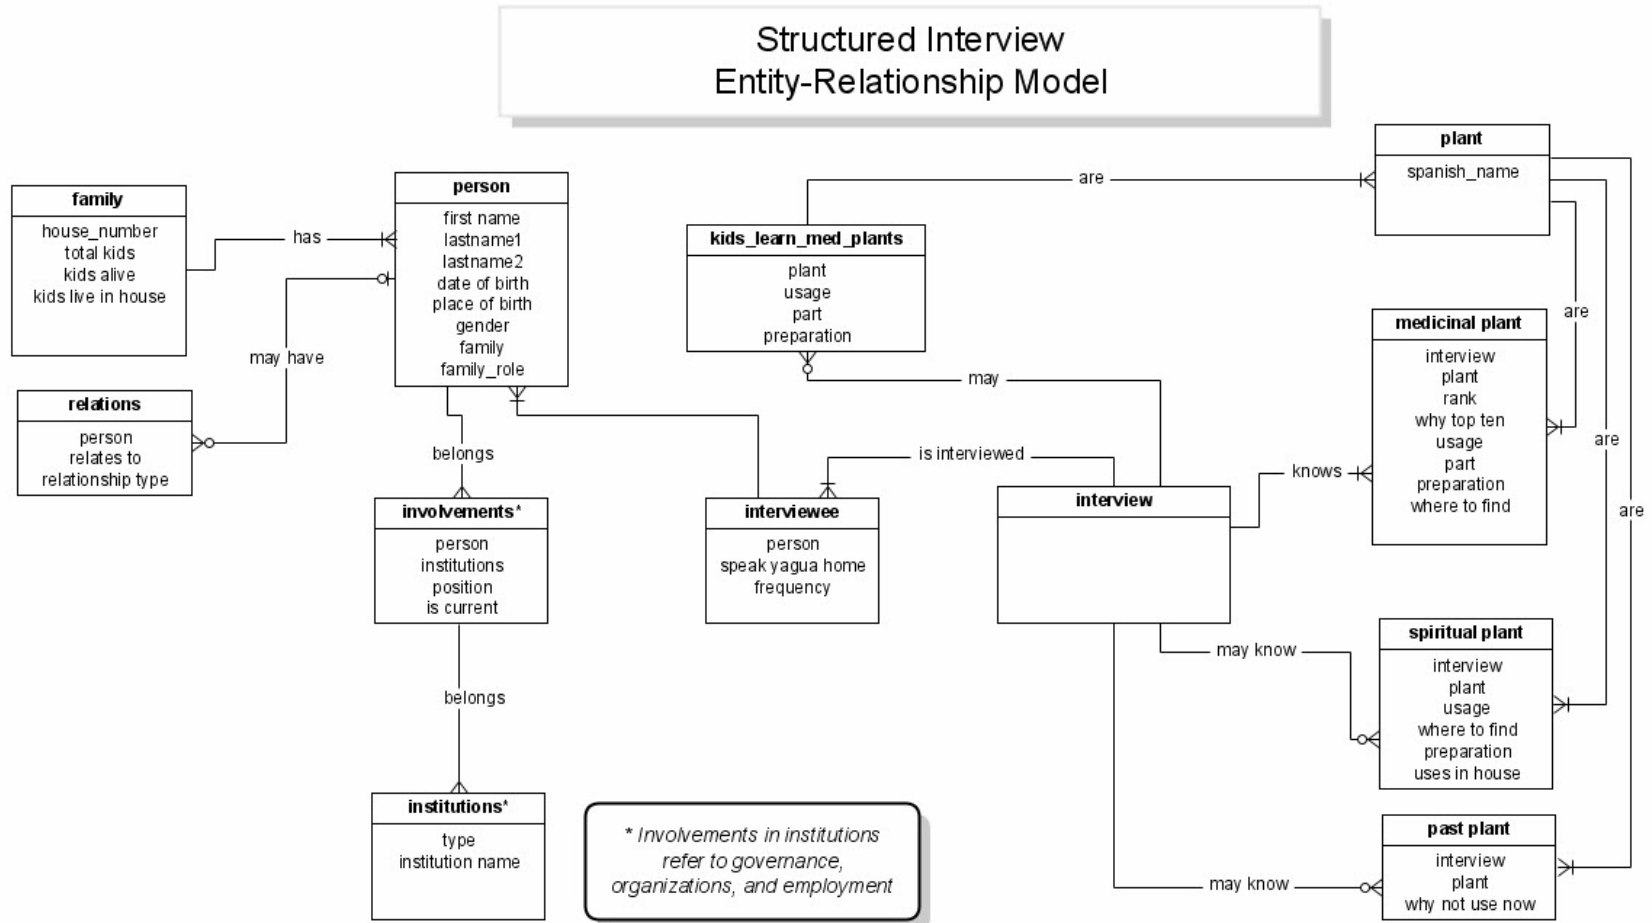 Structured Interview
Entity-Relationship Model
family
house_number
total kids
kids alive
kids live in house
has
may have
relations
person
relates to
relationship type
person
first name
lastname1
lastname2
date of birth
place of birth
gender
family
family_role
belongs
involvements*
person
institutions
position
is current
belongs
institutions*
type
institution name
kids_learn_med_plants
plant
usage
part
preparation
are
may
is interviewed
interviewee
person
speak yagua home
frequency
interview
knows
may know
may know
plant
spanish_name
are
are
are
medicinal plant
interview
plant
rank
why top ten
usage
part
preparation
where to find
spiritual plant
interview
plant
usage
where to find
preparation
uses in house
past plant
interview
plant
why not use now
* Involvements in institutions
refer to governance,
organizations, and employment